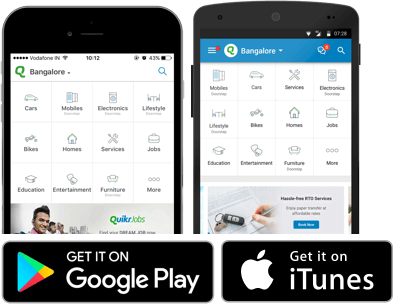 Vodafone IN 10:12
Bangalore
Cars Mobiles Electronics Lifestyle
Doorstep Doorstep Doorstep
Bikes Homes Services Jobs
Education Entertainment Furniture More
Doorstep
QuikrJobs
Find your DREAM JOB now
07:28
Bangalore
Mobiles Cars Services Electronics
Doorstep Doorstep
Lifestyle Bikes Homes Jobs
Doorstep
Education Entertainment Furniture More
Doorstep
Hassle-free RTO Services
Enjoy paper transfer at
affordable rates
Book Now
GET IT ON
Google Play
Get it on
iTunes